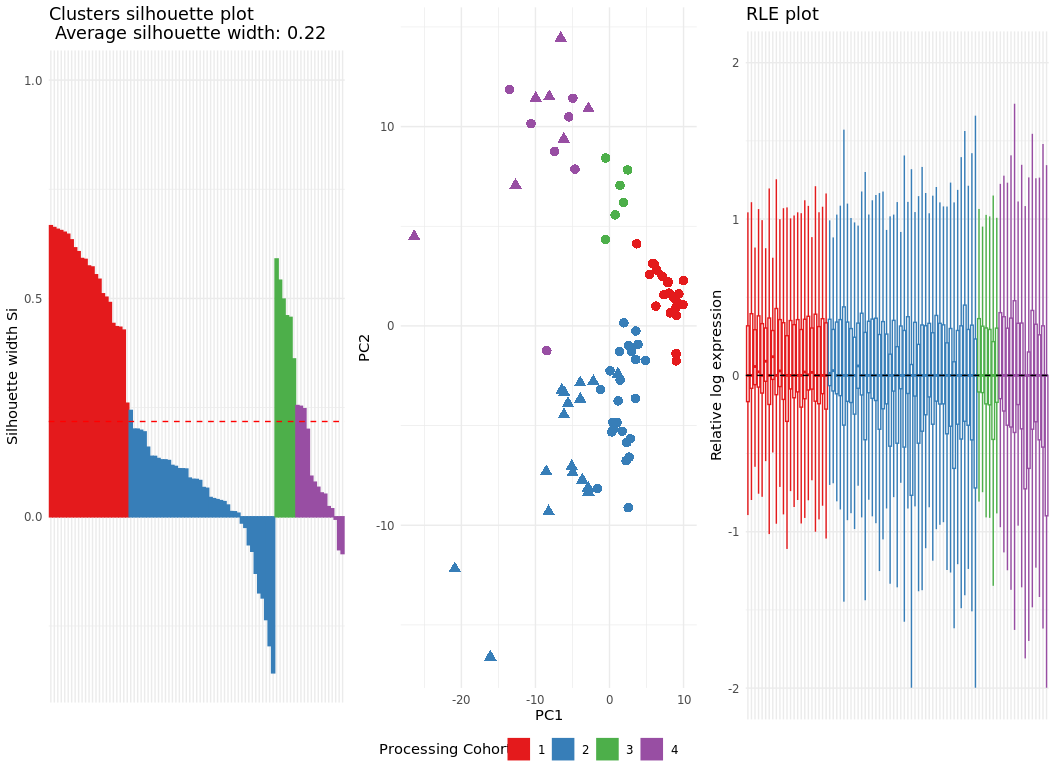 Clusters silhouette plot
Average silhouette width: 0.22
1.0
0.5
0.0
Silhouette width Si
10
0
-10
PC2
-20
-10
0
10
PC1
RLE plot
2
1
0
-1
-2
Relative log expression
Processing Cohort
1
2
3
4